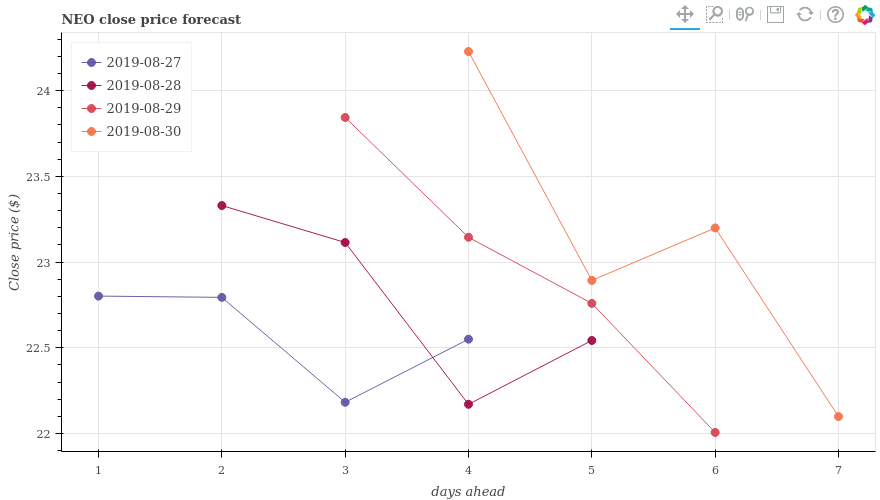 NEO close price forecast
2019-08-27
2019-08-28
2019-08-29
2019-08-30
24
23.5
23
22.5
22
Close price ($)
1 2 3 4 5 6 7
days ahead